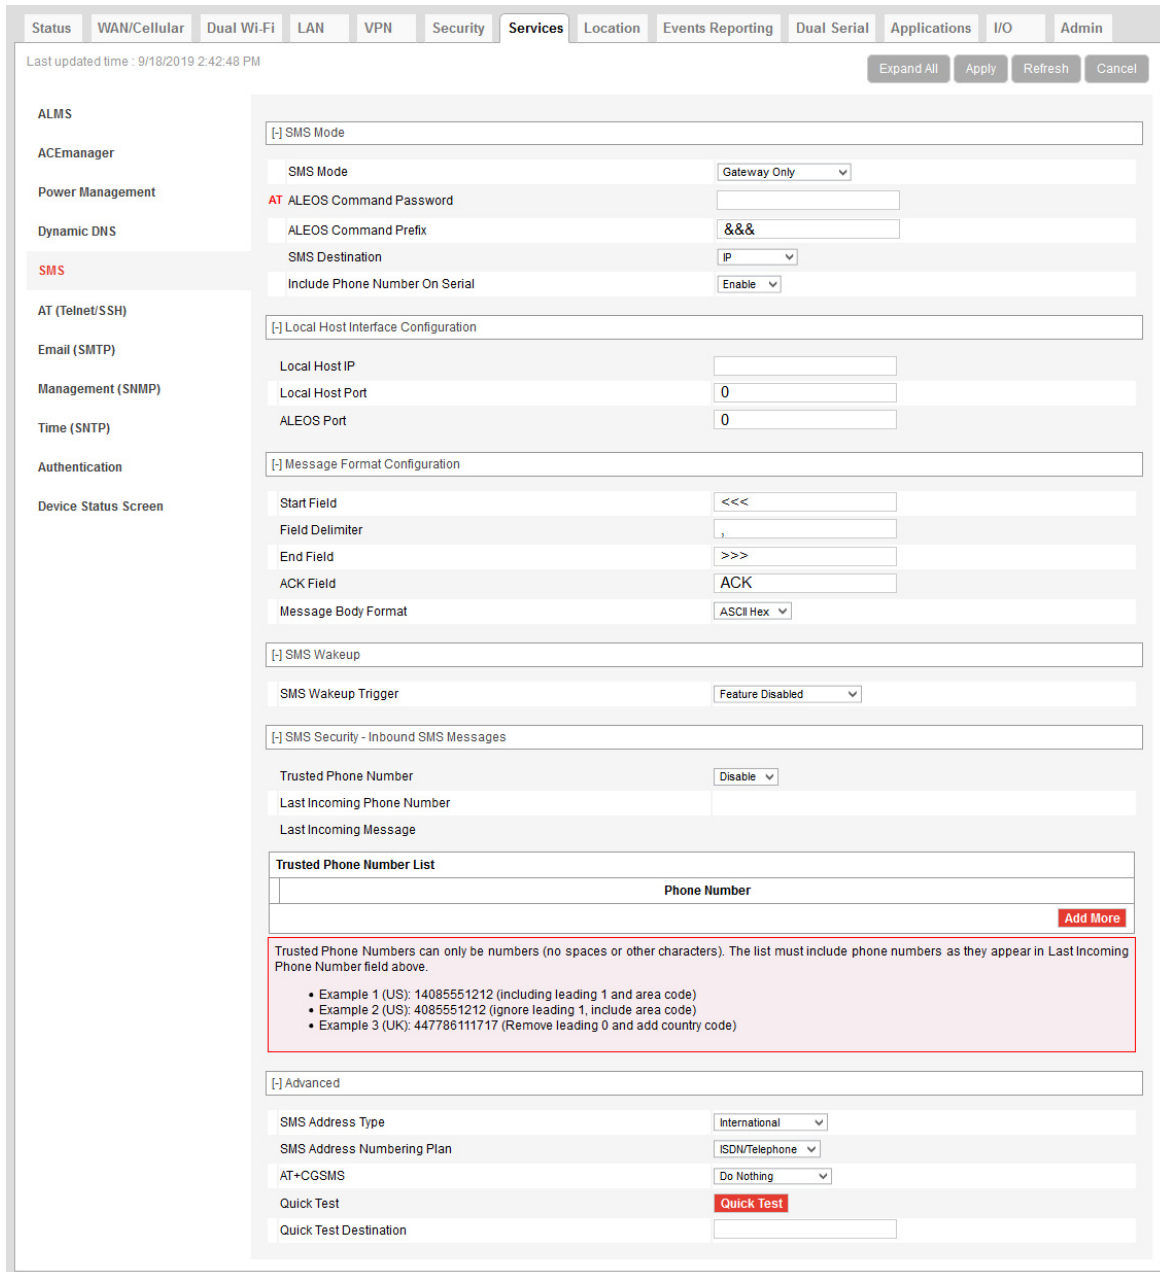 Status WAN/Cellular Dual Wi-Fi LAN VPN Security Services Location Events Reporting Dual Serial Applications I/O Admin
Last updated time : 9/18/2019 2:42:48 PM
Expand All Apply Refresh Cancel
ALMS
ACEmanager
Power Management
Dynamic DNS
SMS
AT (Telnet/SSH)
Email (SMTP)
Management (SNMP)
Time (SNTP)
Authentication
Device Status Screen
[-] SMS Mode
SMS Mode Gateway Only
AT ALEOS Command Password
ALEOS Command Prefix &&&
SMS Destination IP
Include Phone Number On Serial Enable
[-] Local Host Interface Configuration
Local Host IP
Local Host Port 0
ALEOS Port 0
[-] Message Format Configuration
Start Field <<<
Field Delimiter ,
End Field >>>
ACK Field ACK
Message Body Format ASCII Hex
[-] SMS Wakeup
SMS Wakeup Trigger Feature Disabled
[-] SMS Security - Inbound SMS Messages
Trusted Phone Number Disable
Last Incoming Phone Number
Last Incoming Message
Trusted Phone Number List
Phone Number
Add More
Trusted Phone Numbers can only be numbers (no spaces or other characters). The list must include phone numbers as they appear in Last Incoming
Phone Number field above.
• Example 1 (US): 14085551212 (including leading 1 and area code)
• Example 2 (US): 4085551212 (ignore leading 1, include area code)
• Example 3 (UK): 447786111717 (Remove leading 0 and add country code)
[-] Advanced
SMS Address Type International
SMS Address Numbering Plan ISDN/Telephone
AT+CGSMS Do Nothing
Quick Test Quick Test
Quick Test Destination